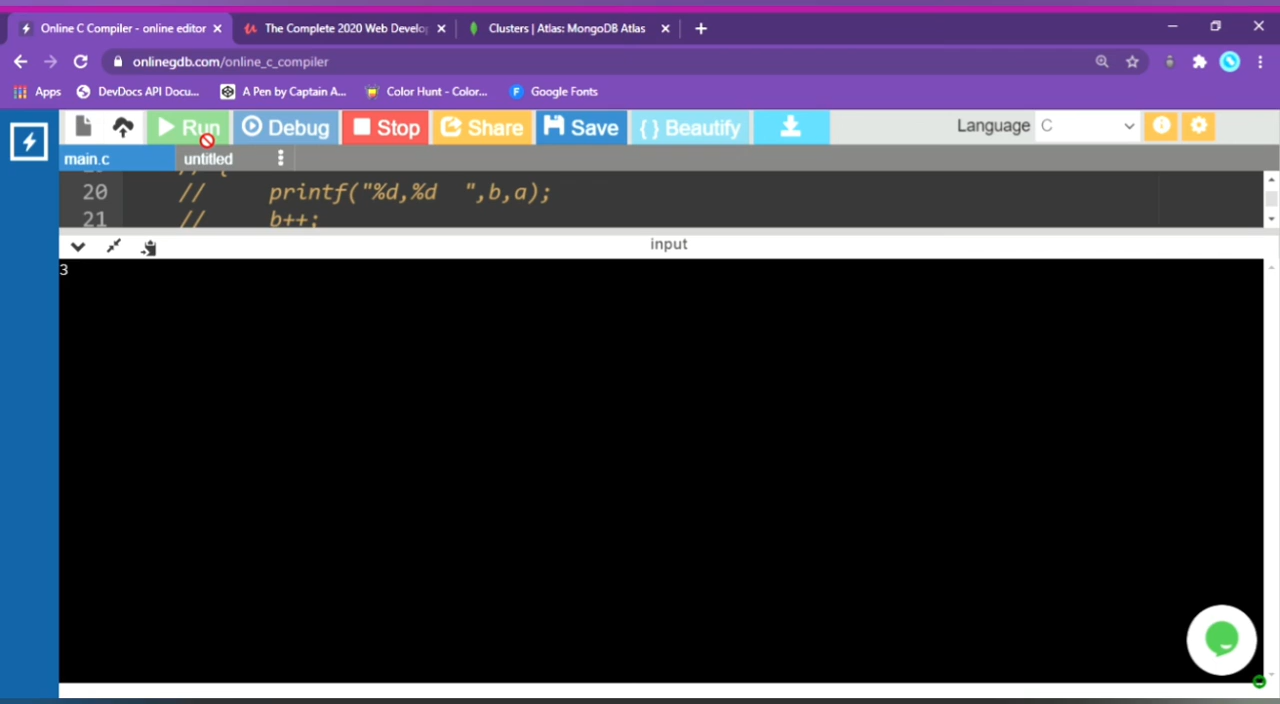 Online C Compiler - online editor
The Complete 2020 Web Develop
Clusters | Atlas: MongoDB Atlas
onlinegdb.com/online_c_compiler
Apps
DevDocs API Docu...
A Pen by Captain A...
Color Hunt - Color...
Google Fonts
Run
Debug
Stop
Share
Save
{ } Beautify
Language
C
main.c
untitled
20 // printf("%d,%d ",b,a);
21 // b++;
input
3